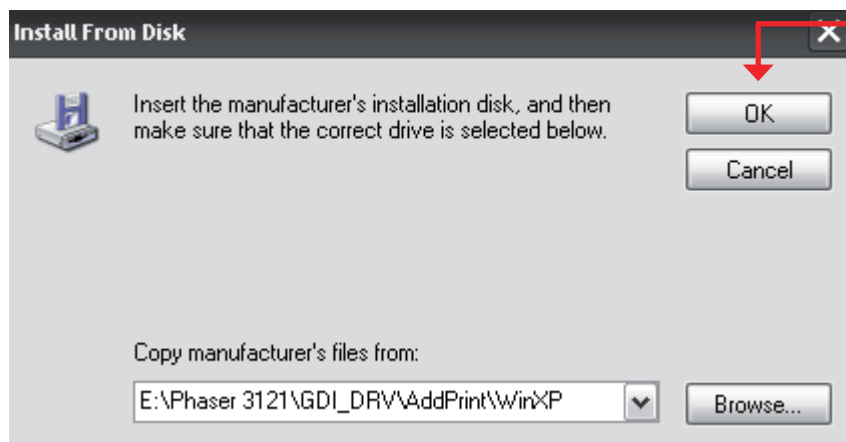 Install From Disk
Insert the manufacturer's installation disk, and then
make sure that the correct drive is selected below.
OK
Cancel
Copy manufacturer's files from:
E:\Phaser 3121\GDI_DRV\AddPrint\WinXP
Browse...